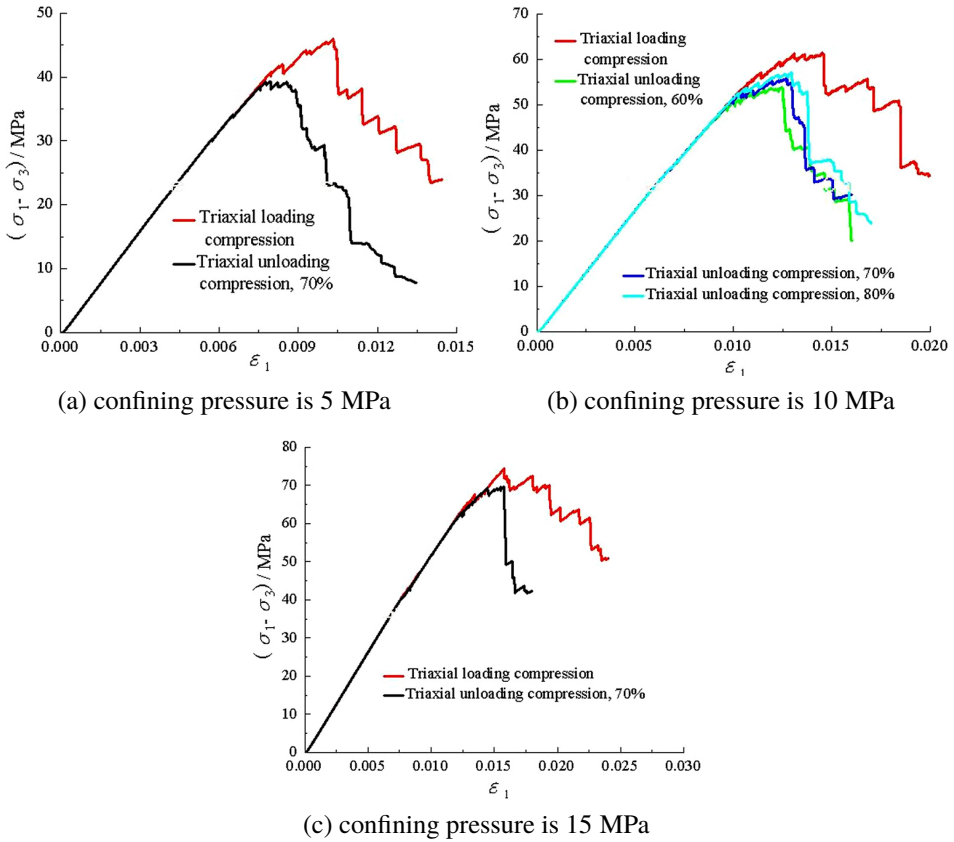 50
40
30
20
10
0
(σ₁- σ₃) / MPa
Triaxial loading
compression
Triaxial unloading
compression, 70%
0.000 0.003 0.006 0.009 0.012 0.015
ε₁
(a) confining pressure is 5 MPa
70
60
50
40
30
20
10
0
(σ₁- σ₃) / MPa
Triaxial loading
compression
Triaxial unloading
compression, 60%
Triaxial unloading compression, 70%
Triaxial unloading compression, 80%
0.000 0.005 0.010 0.015 0.020
ε₁
(b) confining pressure is 10 MPa
80
70
60
50
40
30
20
10
0
(σ₁- σ₃) / MPa
Triaxial loading compression
Triaxial unloading compression, 70%
0.000 0.005 0.010 0.015 0.020 0.025 0.030
ε₁
(c) confining pressure is 15 MPa